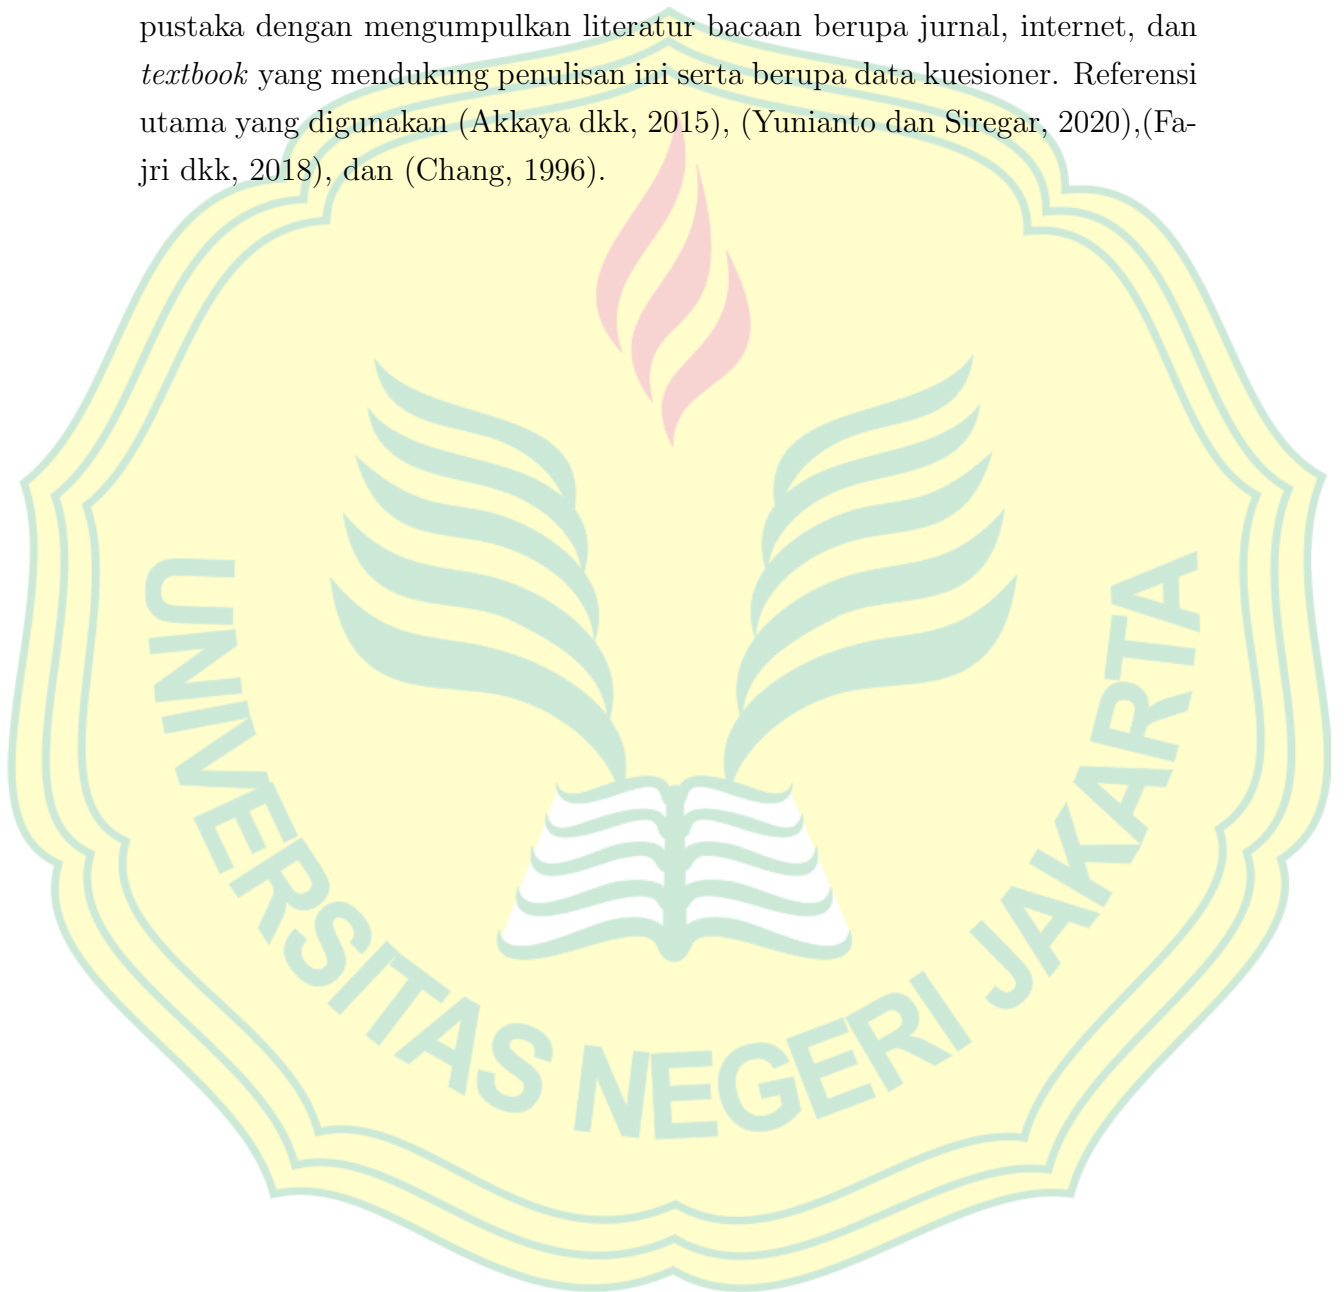 pustaka dengan mengumpulkan literatur bacaan berupa jurnal, internet, dan
textbook yang mendukung penulisan ini serta berupa data kuesioner. Referensi
utama yang digunakan (Akkaya dkk, 2015), (Yunianto dan Siregar, 2020),(Fa-
jri dkk, 2018), dan (Chang, 1996).
UNIVERSITAS NEGERI JAKARTA